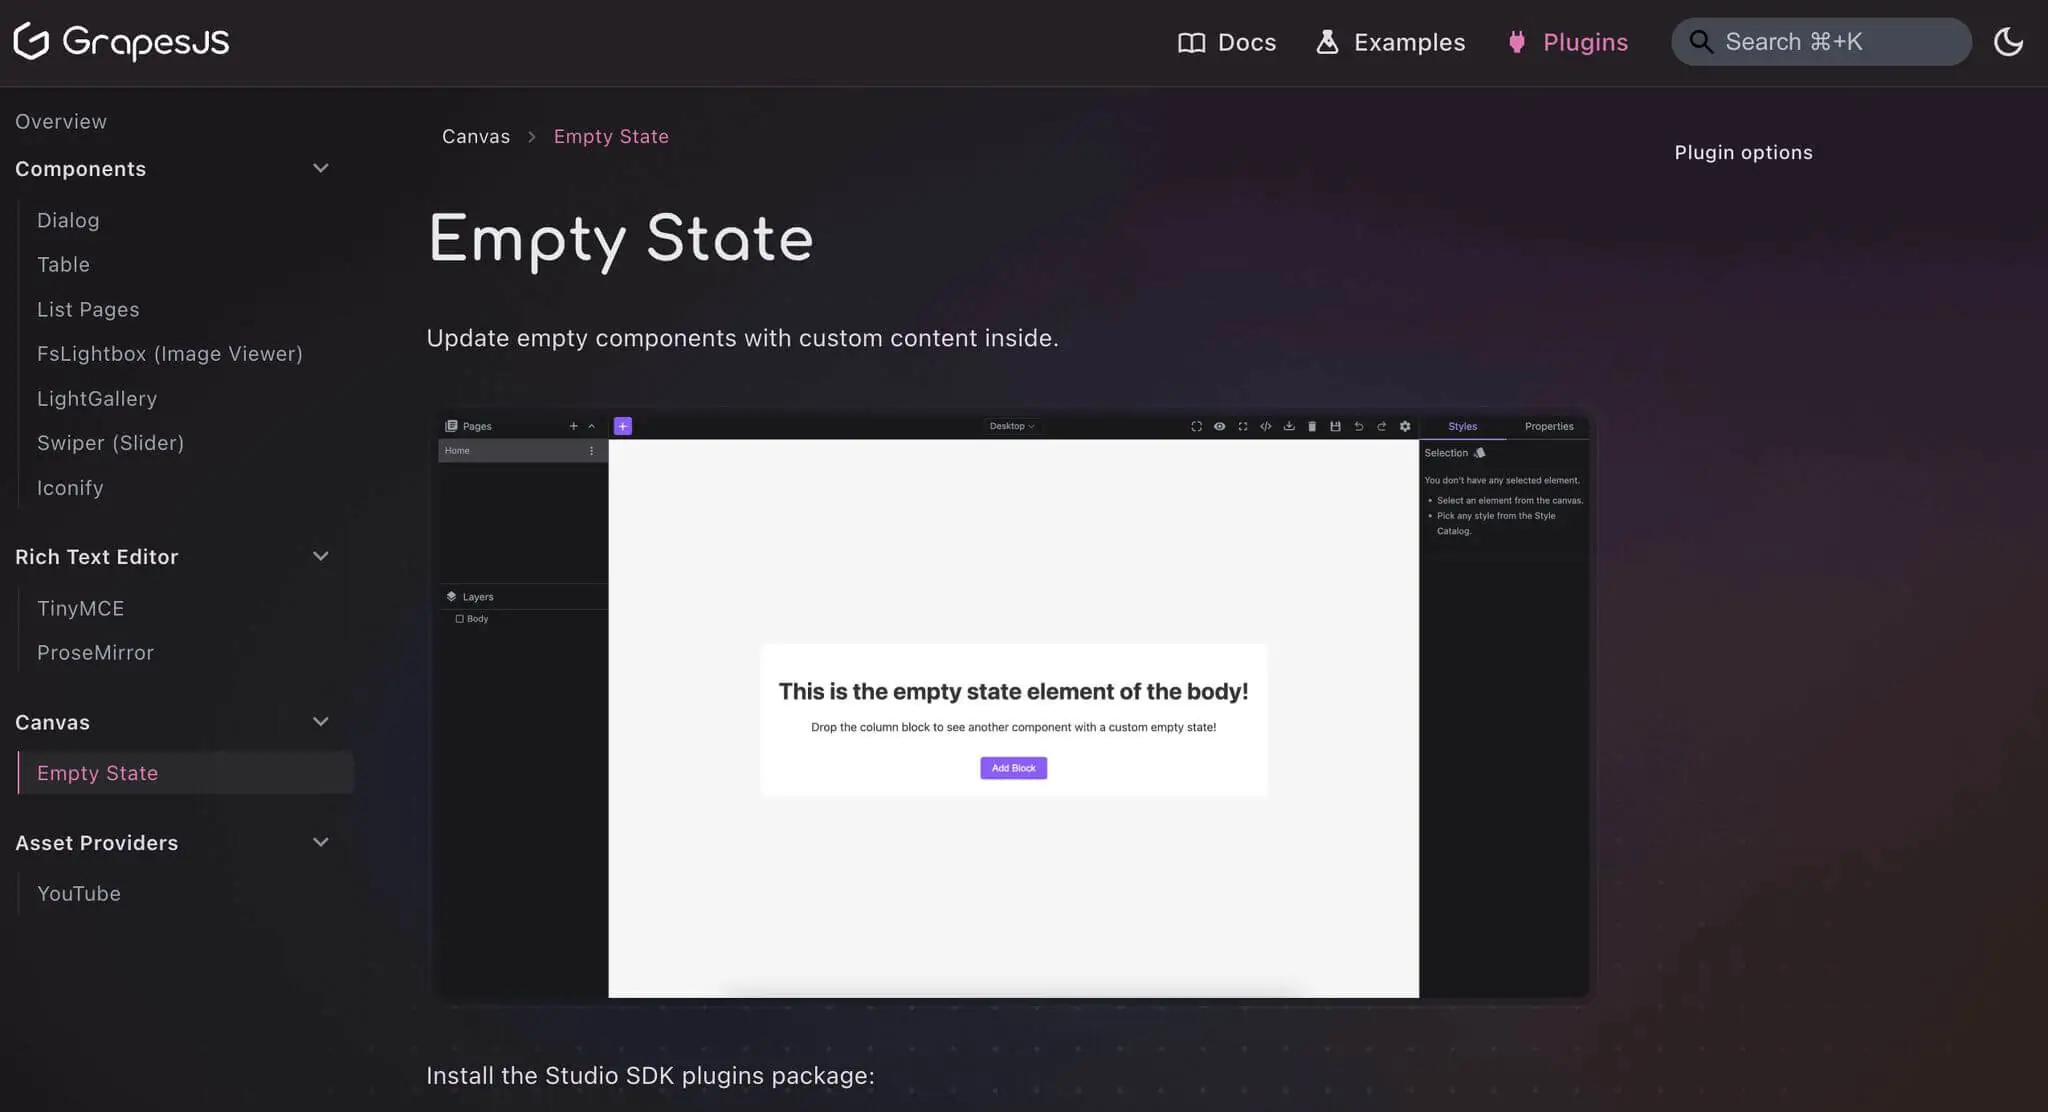 GrapesJS
Docs
Examples
Plugins
Search ⌘+K
Overview
Components
Dialog
Table
List Pages
FsLightbox (Image Viewer)
LightGallery
Swiper (Slider)
Iconify
Rich Text Editor
TinyMCE
ProseMirror
Canvas
Empty State
Asset Providers
YouTube
Canvas > Empty State
Empty State
Update empty components with custom content inside.
Pages
Home
Layers
Body
Desktop
This is the empty state element of the body!
Drop the column block to see another component with a custom empty state!
Add Block
Styles
Properties
Selection
You don't have any selected element.
• Select an element from the canvas.
• Pick any style from the Style
Catalog.
Install the Studio SDK plugins package:
Plugin options